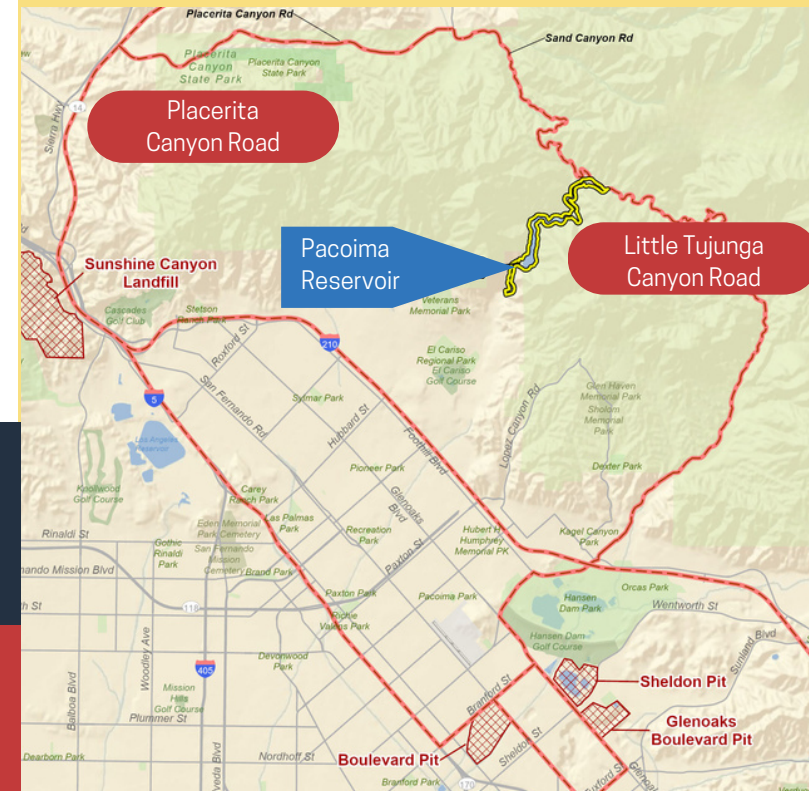 Placerita Canyon Rd
Sand Canyon Rd
Placerita
Canyon
State Park
Placerita Canyon
State Park
14
Sierra Hwy
Placerita
Canyon Road
Pacoima
Reservoir
Little Tujunga
Canyon Road
Sunshine Canyon
Landfill
Cascades
Golf Club
Stetson
Ranch Park
Veterans
Memorial Park
210
Roxford St
El Cariso
Regional Park
El Cariso
Golf Course
Glen Haven
Memorial Park
Sholom
Memorial
Park
5
San Fernando Rd
Sylmar Park
Hubbard St
Foothill Blvd
Lopez Canyon Rd
Los Angeles
Reservoir
Pioneer Park
Dexter Park
Knollwood
Golf Course
Carey
Ranch Park
Glenoaks
Blvd
Las Palmas
Park
Rinaldi St
Eden Memorial
Park Cemetery
Recreation
Park
Hubert H
Humphrey
Memorial PK
Kagel Canyon
Park
Gothic
Rinaldi
Park
San Fernando
Mission
Cemetery
Brand Park
Paxton St
nando Mission Blvd
Orcas Park
118
Paxton Park
Pacoima Park
Hansen
Dam Park
Wentworth St
h St
Richie
Valens Park
Hansen Dam
Golf Course
Sunland Blvd
Woodley Ave
405
Devonwood
Park
Balboa Blvd
Mission
Hills
Golf Course
Branford St
Sheldon Pit
Plummer St
Glenoaks
Boulevard Pit
Sheldon St
Boulevard Pit
Dearborn Park
Nordhoff St
Branford Park
170